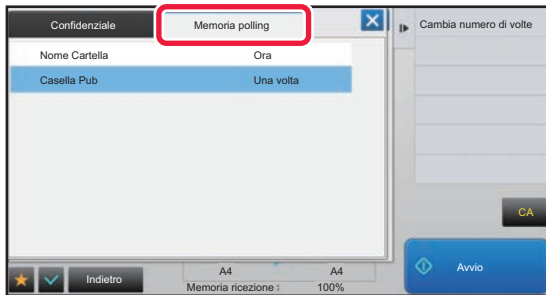 Confidenziale
Memoria polling
Cambia numero di volte
Nome Cartella Ora
Casella Pub Una volta
CA
Indietro
A4 A4
Memoria ricezione : 100%
Avvio